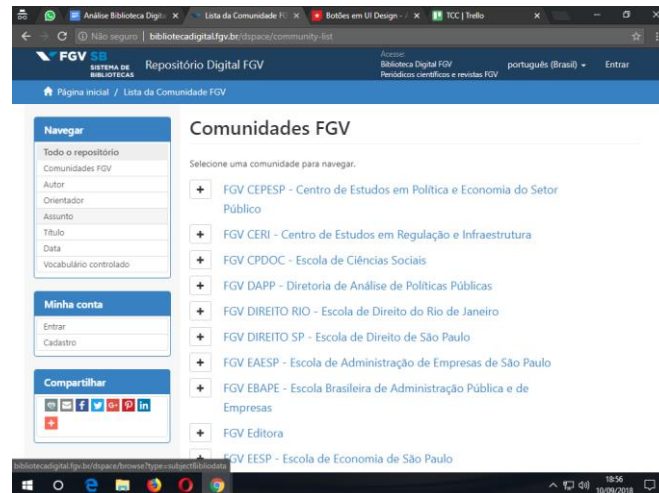 Análise Biblioteca Digita
Lista da Comunidade F
Botões em UI Design -
TCC | Trello
Não seguro | bibliotecadigital.fgv.br/dspace/community-list
FGV SB
SISTEMA DE
BIBLIOTECAS
Repositório Digital FGV
Acesse:
Biblioteca Digital FGV
Periódicos científicos e revistas FGV
português (Brasil)
Entrar
Página inicial / Lista da Comunidade FGV
Navegar
Todo o repositório
Comunidades FGV
Autor
Orientador
Assunto
Título
Data
Vocabulário controlado
Minha conta
Entrar
Cadastro
Compartilhar
Comunidades FGV
Selecione uma comunidade para navegar.
FGV CEPESP - Centro de Estudos em Política e Economia do Setor
Público
FGV CERI - Centro de Estudos em Regulação e Infraestrutura
FGV CPDOC - Escola de Ciências Sociais
FGV DAPP - Diretoria de Análise de Políticas Públicas
FGV DIREITO RIO - Escola de Direito do Rio de Janeiro
FGV DIREITO SP - Escola de Direito de São Paulo
FGV EAESP - Escola de Administração de Empresas de São Paulo
FGV EBAPE - Escola Brasileira de Administração Pública e de
Empresas
FGV Editora
FGV EESP - Escola de Economia de São Paulo
bibliotecadigital.fgv.br/dspace/browse?type=subjectBibliodata
18:56
10/09/2018